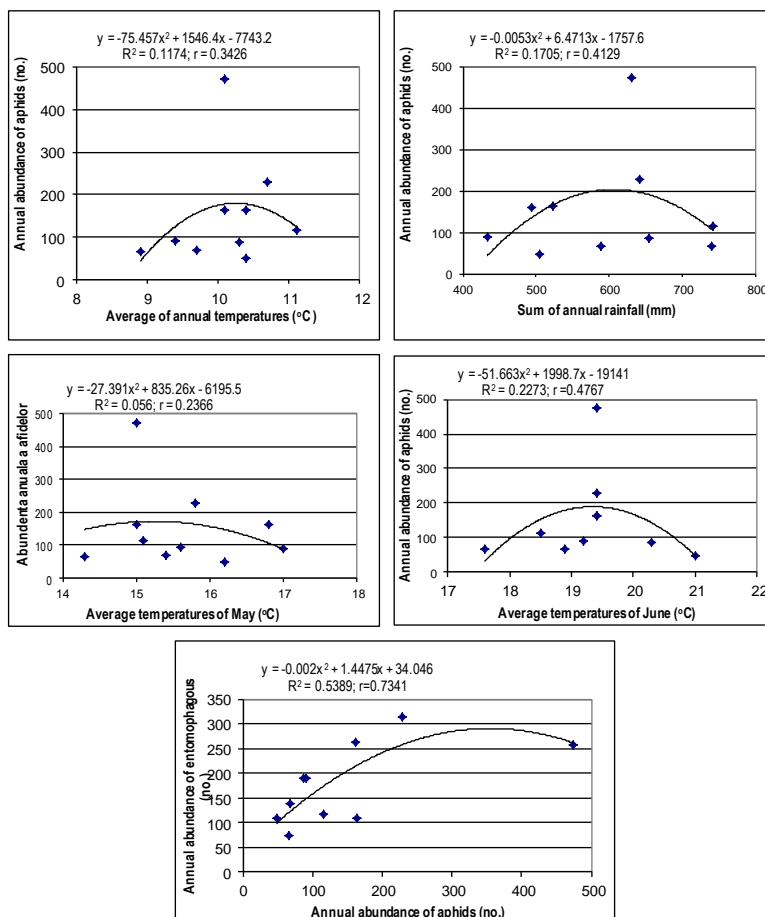 y = -75.457x² + 1546.4x - 7743.2
R² = 0.1174; r = 0.3426
Annual abundance of aphids (no.)
500
400
300
200
100
0
8 9 10 11 12
Average of annual temperatures (°C)
y = -0.0053x² + 6.4713x - 1757.6
R² = 0.1705; r = 0.4129
Annual abundance of aphids (no.)
500
400
300
200
100
0
400 500 600 700 800
Sum of annual rainfall (mm)
y = -27.391x² + 835.26x - 6195.5
R² = 0.056; r = 0.2366
Abundenta anuala a afidelor
500
400
300
200
100
0
14 15 16 17 18
Average temperatures of May (°C)
y = -51.663x² + 1998.7x - 19141
R² = 0.2273; r =0.4767
Annual abundance of aphids (no.)
500
400
300
200
100
0
17 18 19 20 21 22
Average temperatures of June (°C)
y = -0.002x² + 1.4475x + 34.046
R² = 0.5389; r=0.7341
Annual abundance of entomophagous
(no.)
350
300
250
200
150
100
50
0
0 100 200 300 400 500
Annual abundance of aphids (no.)